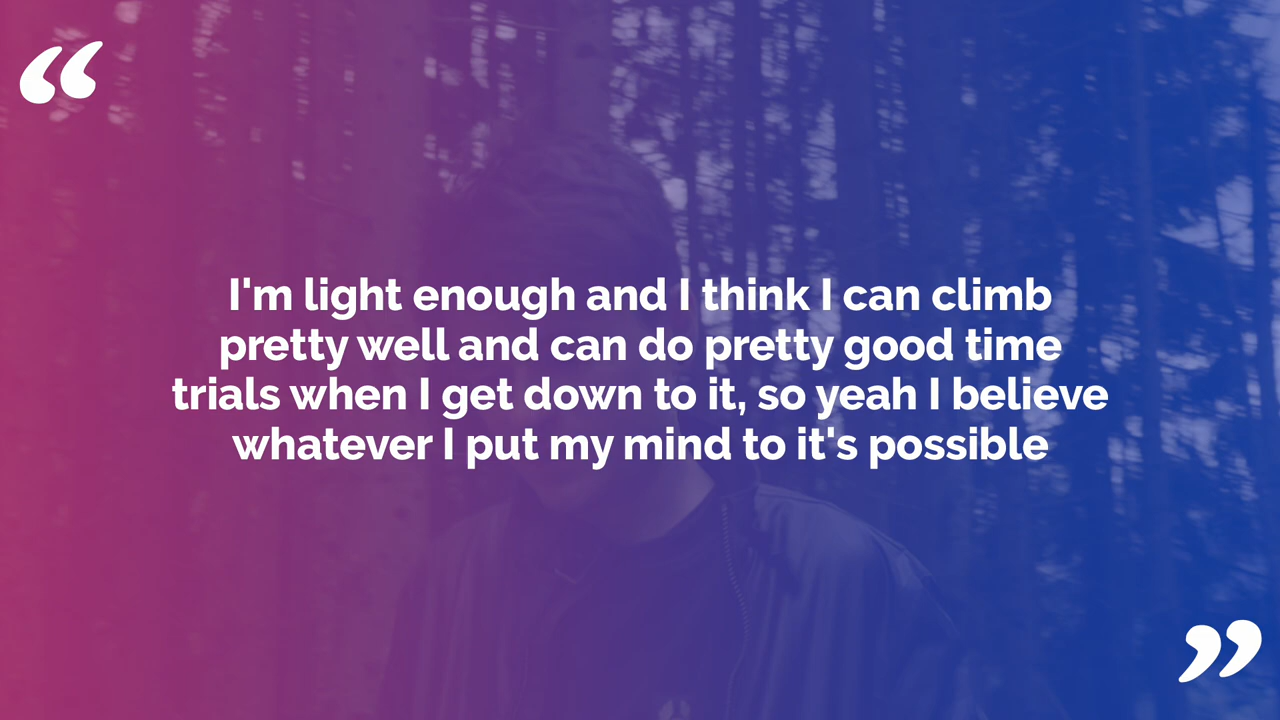 “
I'm light enough and I think I can climb
pretty well and can do pretty good time
trials when I get down to it, so yeah I believe
whatever I put my mind to it's possible
”